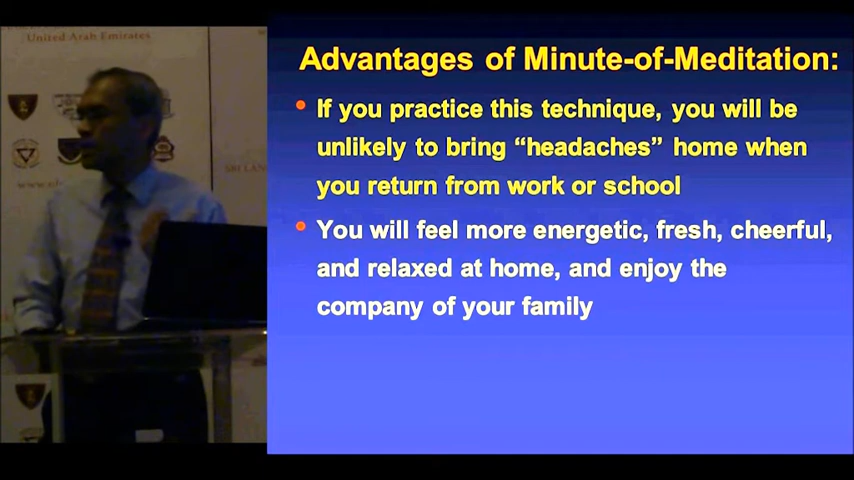 United Arab Emirates
SRI LAN
Advantages of Minute-of-Meditation:
If you practice this technique, you will be
unlikely to bring “headaches” home when
you return from work or school
You will feel more energetic, fresh, cheerful,
and relaxed at home, and enjoy the
company of your family